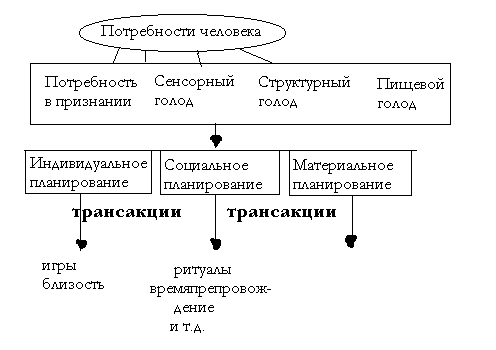 Потребности человека
Потребность
в признании
Сенсорный
голод
Структурный
голод
Пищевой
голод
Индивидуальное
планирование
Социальное
планирование
Материальное
планирование
трансакции
трансакции
игры
близость
ритуалы
времяпрепровож-
дение
и т.д.